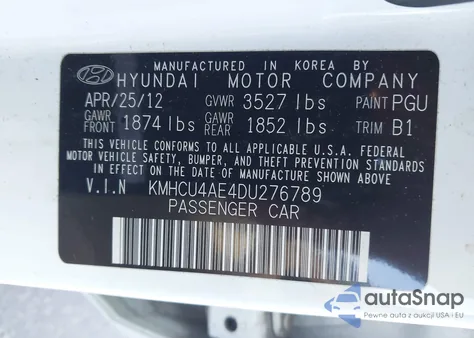 MANUFACTURED IN KOREA BY
HYUNDAI MOTOR COMPANY
APR/25/12 GVWR 3527 lbs PAINT PGU
GAWR FRONT 1874 lbs GAWR REAR 1852 lbs TRIM B1
THIS VEHICLE CONFORMS TO ALL APPLICABLE U.S.A. FEDERAL
MOTOR VEHICLE SAFETY, BUMPER, AND THEFT PREVENTION
STANDARDS IN EFFECT ON THE DATE OF MANUFACTURE SHOWN ABOVE.
V.I.N KMHCU4AE4DU276789
PASSENGER CAR
autoSnap
Pewne auta z aukcji USA i EU